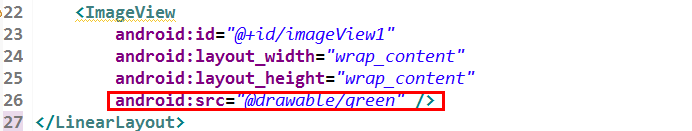 22 <ImageView
23 android:id="@+id/imageView1"
24 android:layout_width="wrap_content"
25 android:layout_height="wrap_content"
26 android:src="@drawable/green" />
27 </LinearLayout>